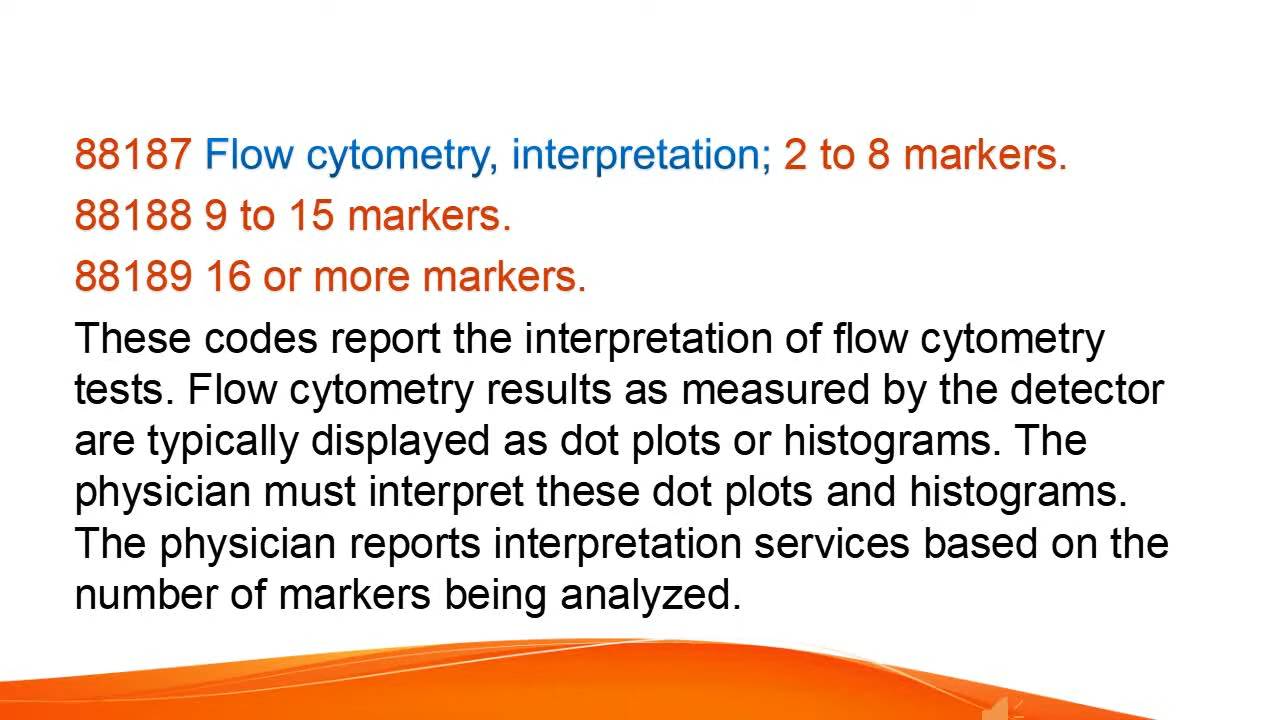 88187 Flow cytometry, interpretation; 2 to 8 markers.
88188 9 to 15 markers.
88189 16 or more markers.
These codes report the interpretation of flow cytometry
tests. Flow cytometry results as measured by the detector
are typically displayed as dot plots or histograms. The
physician must interpret these dot plots and histograms.
The physician reports interpretation services based on the
number of markers being analyzed.